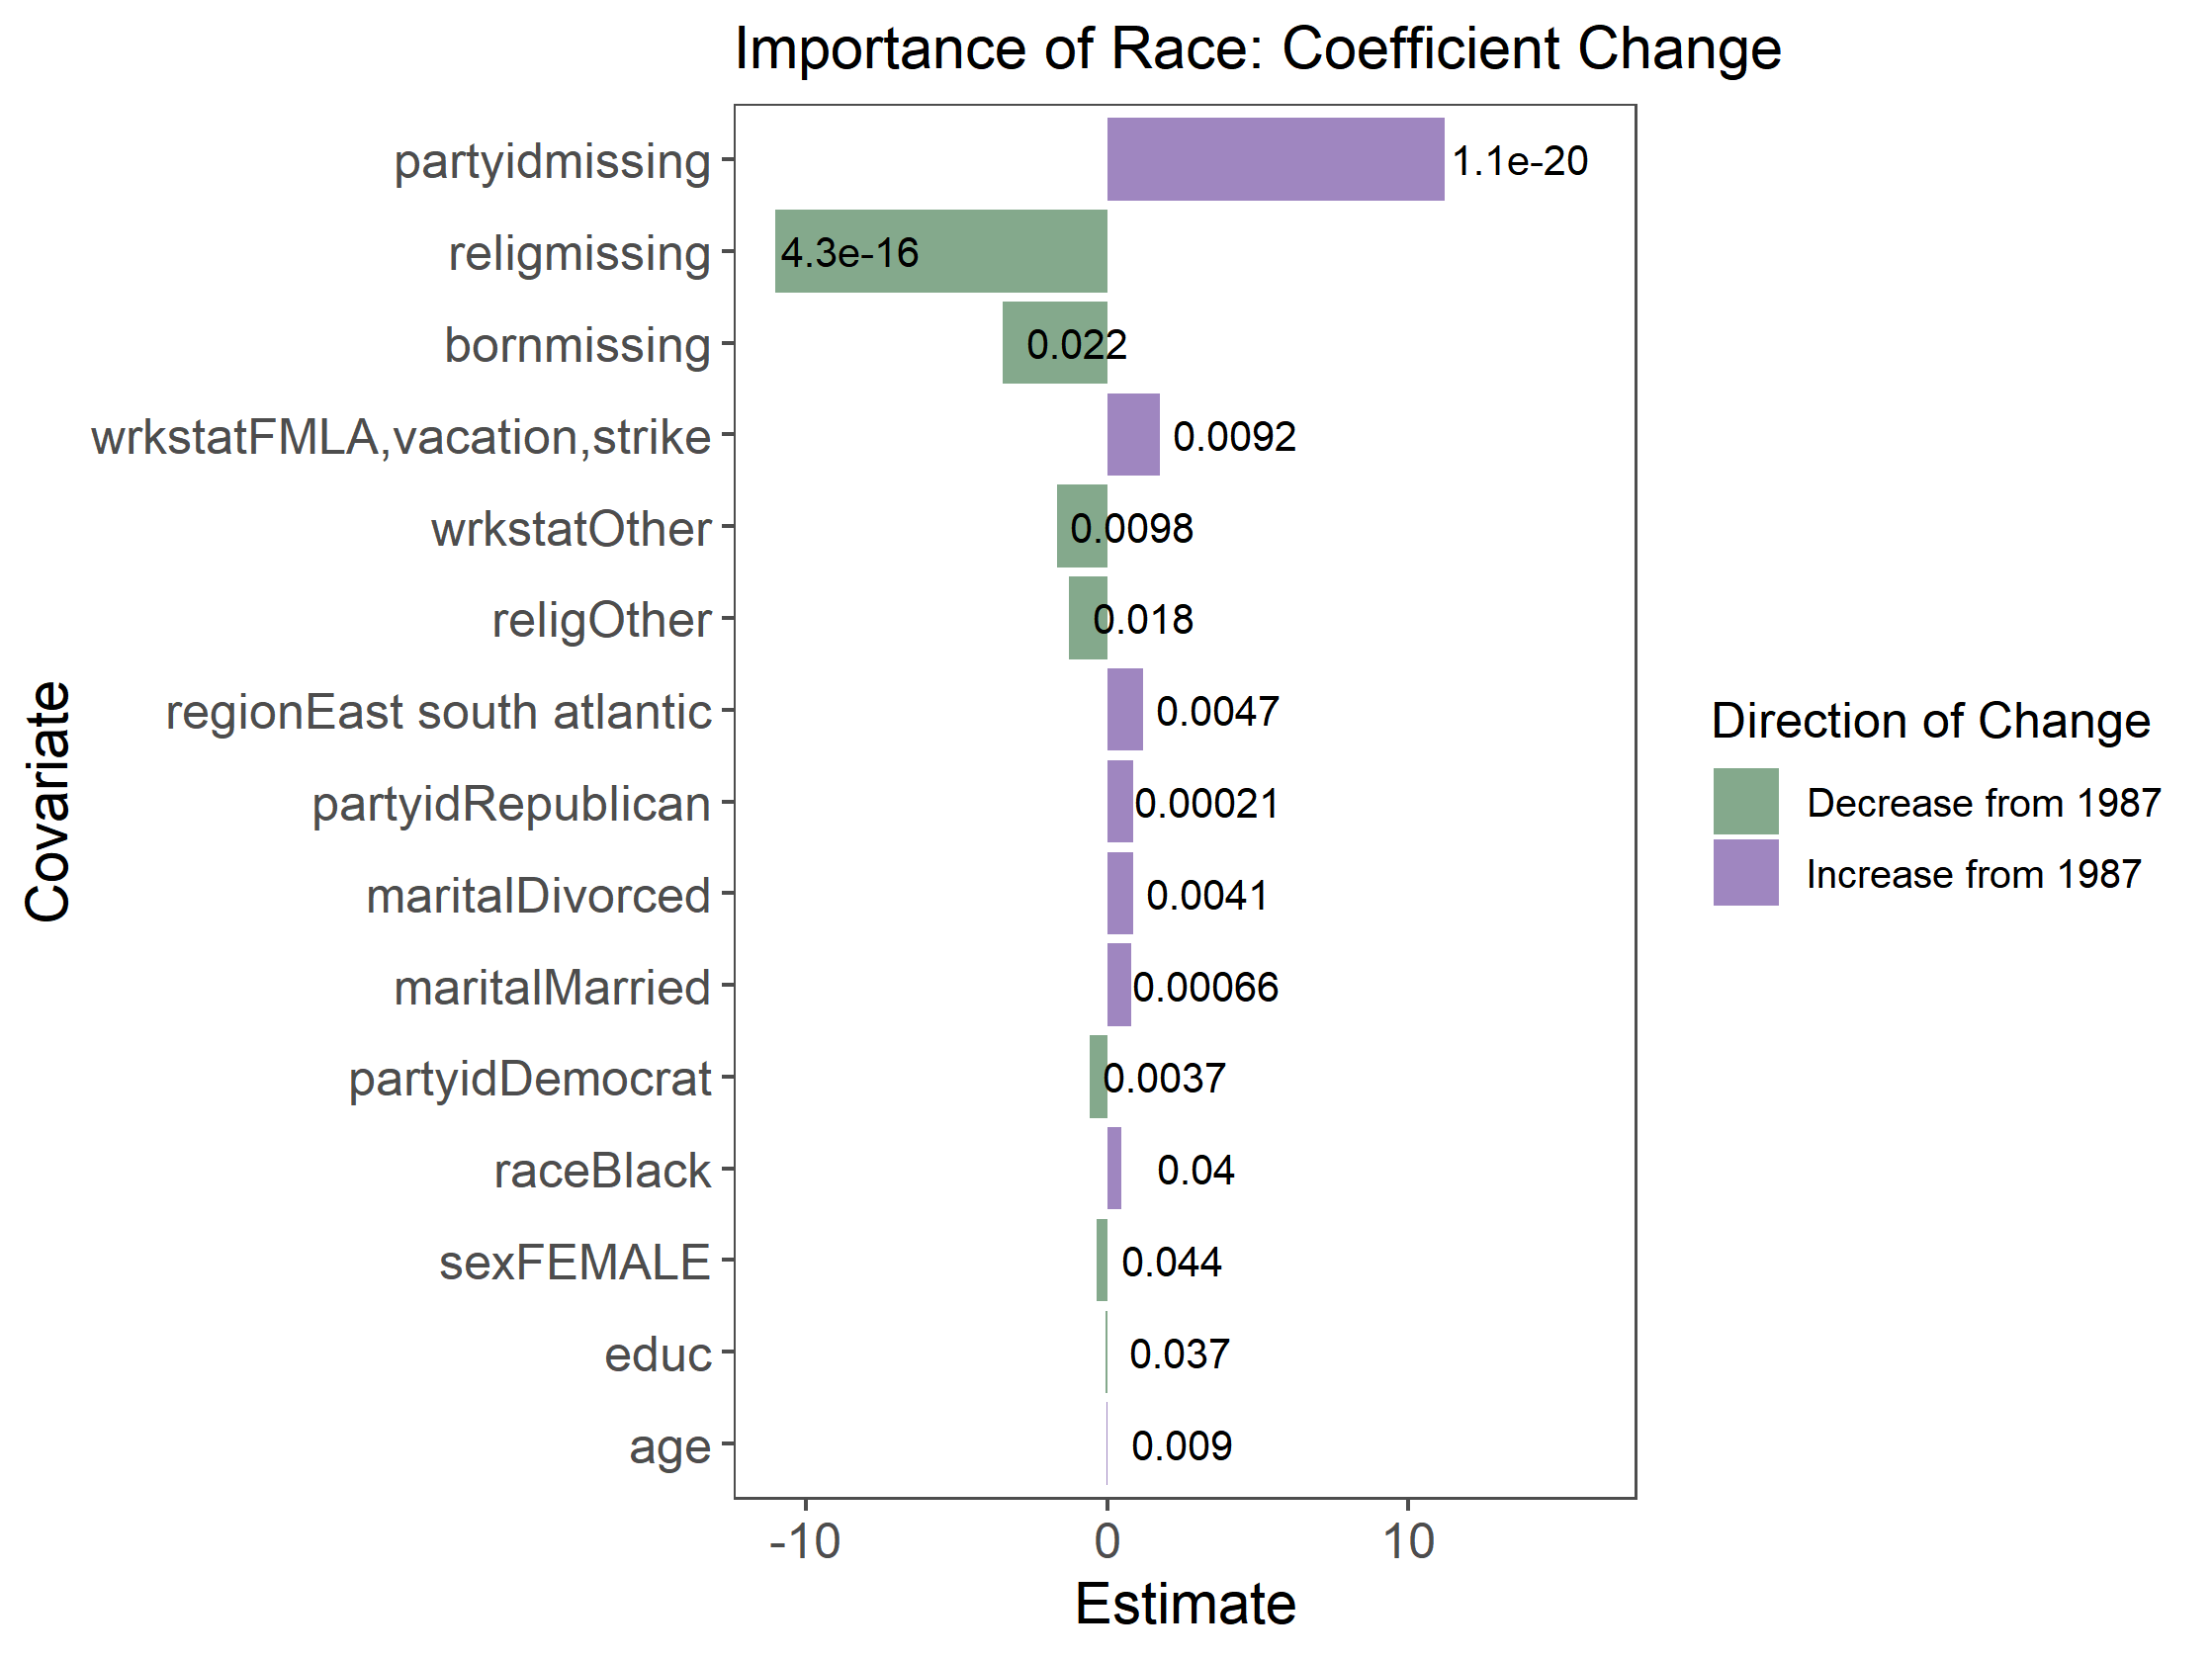 Importance of Race: Coefficient Change
partyidmissing 1.1e-20
religmissing 4.3e-16
bornmissing 0.022
wrkstatFMLA,vacation,strike 0.0092
wrkstatOther 0.0098
religOther 0.018
regionEast south atlantic 0.0047
partyidRepublican 0.00021
maritalDivorced 0.0041
maritalMarried 0.00066
partyidDemocrat 0.0037
raceBlack 0.04
sexFEMALE 0.044
educ 0.037
age 0.009
-10 0 10
Estimate
Covariate
Direction of Change
Decrease from 1987
Increase from 1987